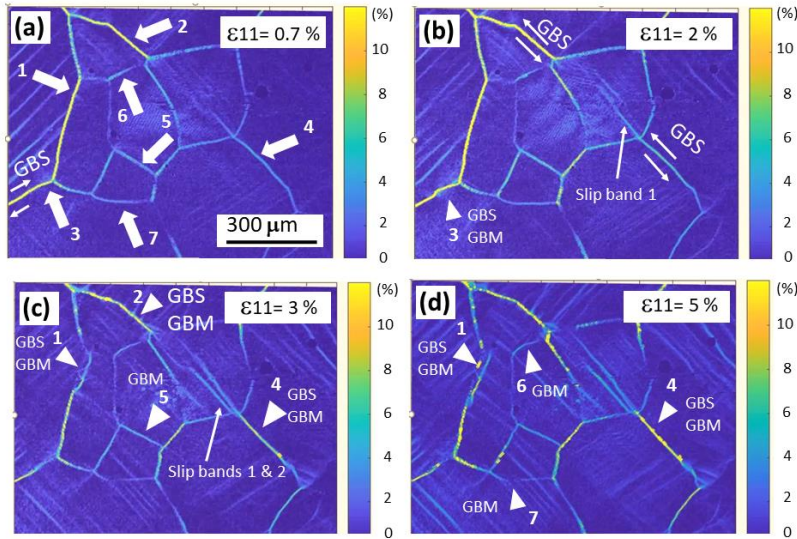 (a)
2
ε11= 0.7 %
1
6
5
4
GBS
3
7
300 μm
(%)
10
8
6
4
2
0
(b)
GBS
ε11= 2 %
GBS
Slip band 1
3
GBS
GBM
(%)
10
8
6
4
2
0
(c)
2
GBS
GBM
ε11= 3 %
1
GBS
GBM
GBM
5
4
GBS
GBM
Slip bands 1 & 2
(%)
10
8
6
4
2
0
(d)
ε11= 5 %
1
GBS
GBM
6
GBM
4
GBS
GBM
GBM
7
(%)
10
8
6
4
2
0